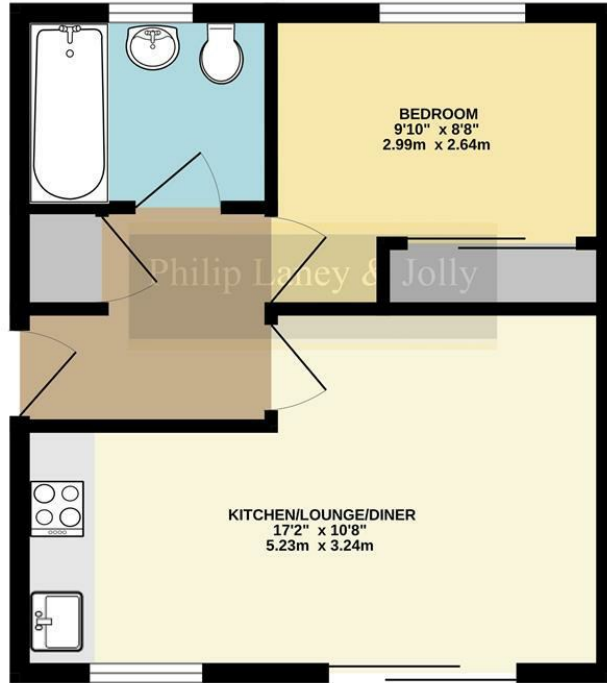 BEDROOM
9'10" x 8'8"
2.99m x 2.64m
Philip Laney & Jolly
KITCHEN/LOUNGE/DINER
17'2" x 10'8"
5.23m x 3.24m